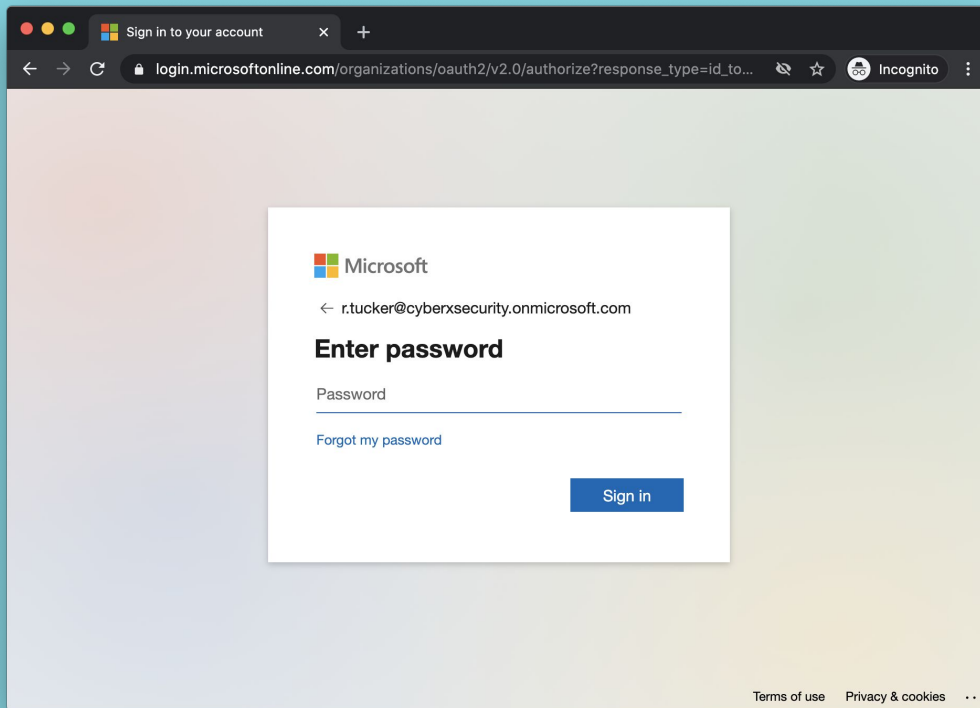 Sign in to your account
login.microsoftonline.com/organizations/oauth2/v2.0/authorize?response_type=id_to...
Incognito
Microsoft
r.tucker@cyberxsecurity.onmicrosoft.com
Enter password
Password
Forgot my password
Sign in
Terms of use Privacy & cookies